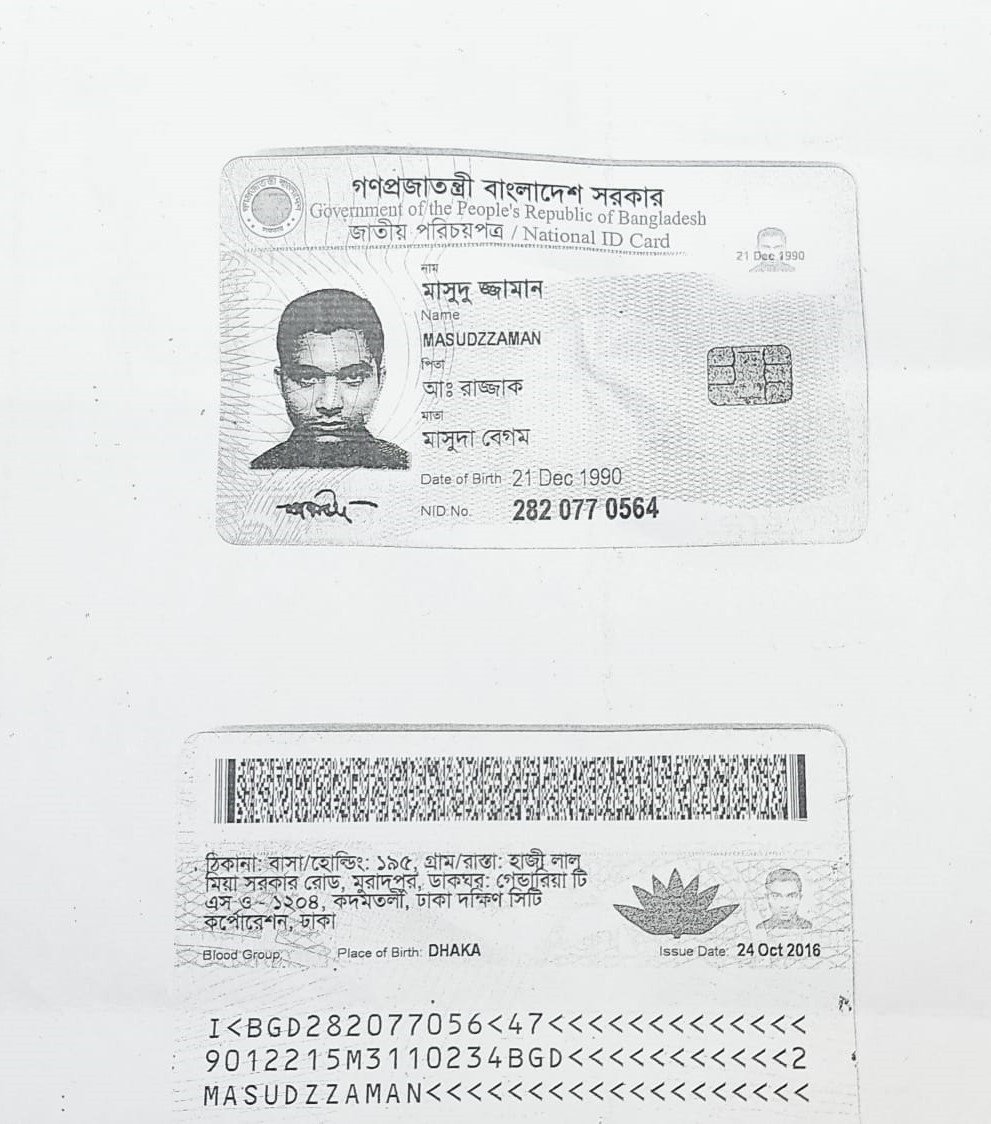 গণপ্রজাতন্ত্রী বাংলাদেশ সরকার
Government of the People's Republic of Bangladesh
জাতীয় পরিচয়পত্র / National ID Card
21 Dec 1990
নাম
মাসুদু জ্জামান
Name
MASUDZZAMAN
পিতা
আঃ রাজ্জাক
মাতা
মাসুদা বেগম
Date of Birth 21 Dec 1990
NID No. 282 077 0564
ঠিকানা: বাসা/হোল্ডিং: ১৯৫, গ্রাম/রাস্তা: হাজী লালু
মিয়া সরকার রোড, মুরাদপুর, ডাকঘর: গেন্ডারিয়া টি
এস ও - ১২০৪, কদমতলী, ঢাকা দক্ষিণ সিটি
কর্পোরেশন, ঢাকা
Blood Group: Place of Birth: DHAKA Issue Date: 24 Oct 2016
I<BGD282077056<47<<<<<<<<<<<<<
9012215M3110234BGD<<<<<<<<<<<2
MASUDZZAMAN<<<<<<<<<<<<<<<<<<<